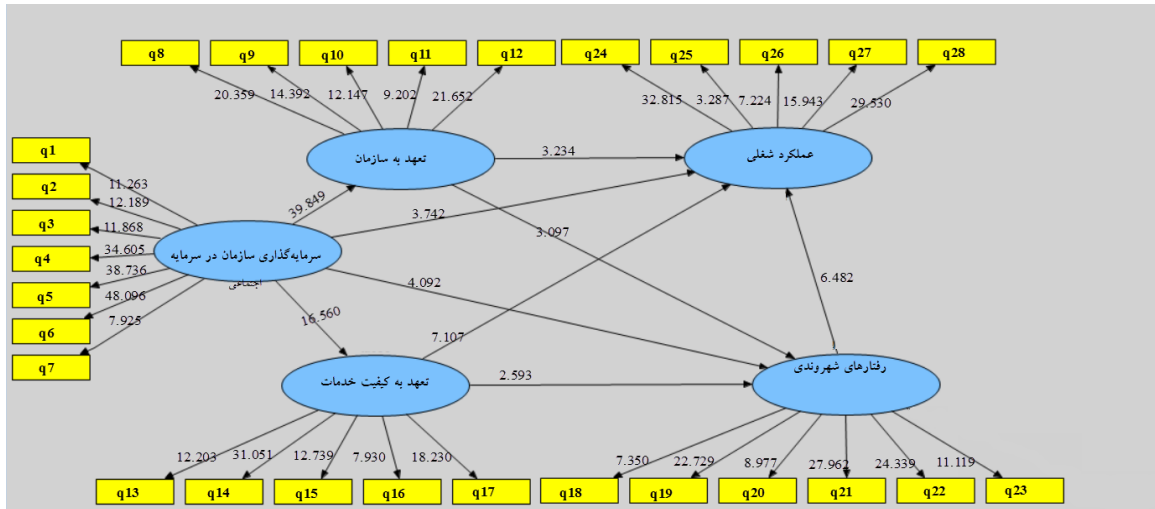 q8 q9 q10 q11 q12 q24 q25 q26 q27 q28
20.359 14.392 12.147 9.202 21.652 32.815 3.287 7.224 15.943 29.530
q1
q2
q3
q4
q5
q6
q7
11.263
12.189
11.868
34.605
38.736
48.096
7.925
تعهد به سازمان
عملکرد شغلی
3.234
39.849
3.742
3.097
سرمایه‌گذاری سازمان در سرمایه
اجتماعی
4.092
6.482
16.560
7.107
تعهد به کیفیت خدمات
2.593
رفتارهای شهروندی
12.203 31.051 12.739 7.930 18.230 7.350 22.729 8.977 27.962 24.339 11.119
q13 q14 q15 q16 q17 q18 q19 q20 q21 q22 q23